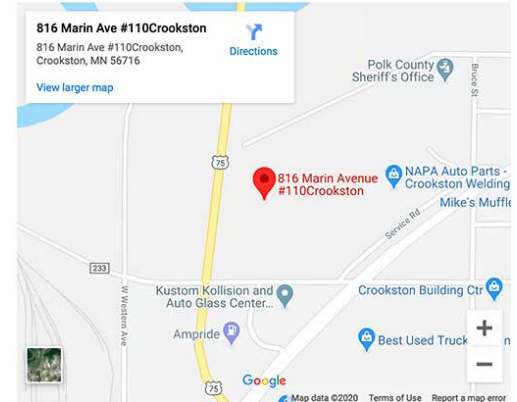 816 Marin Ave #110Crookston
816 Marin Ave #110Crookston,
Crookston, MN 56716
Directions
View larger map
Polk County
Sheriff's Office
Bruce St
75
816 Marin Avenue
#110Crookston
NAPA Auto Parts -
Crookston Welding
Mike's Muffle
Service Rd
233
W Western Ave
Kustom Kollision and
Auto Glass Center...
Crookston Building Ctr
Ampride
Best Used Truck
n
+
−
75
Google
Map data ©2020 Terms of Use Report a map error